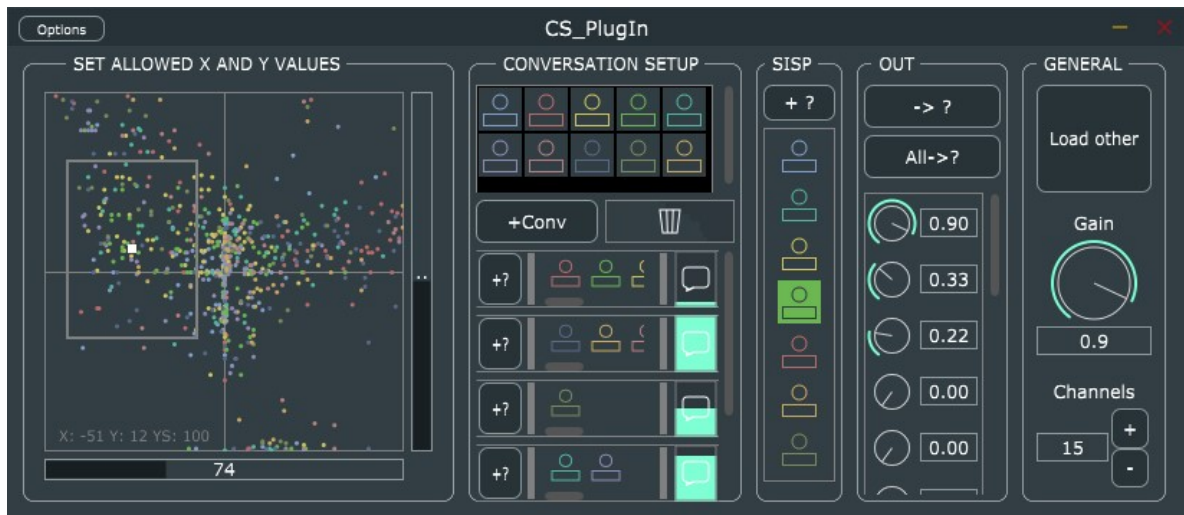 Options
CS_PlugIn
SET ALLOWED X AND Y VALUES
X: -51 Y: 12 YS: 100
74
..
CONVERSATION SETUP
+Conv
+?
+?
+?
+?
SISP
+ ?
OUT
-> ?
All->?
0.90
0.33
0.22
0.00
0.00
GENERAL
Load other
Gain
0.9
Channels
15
+
-